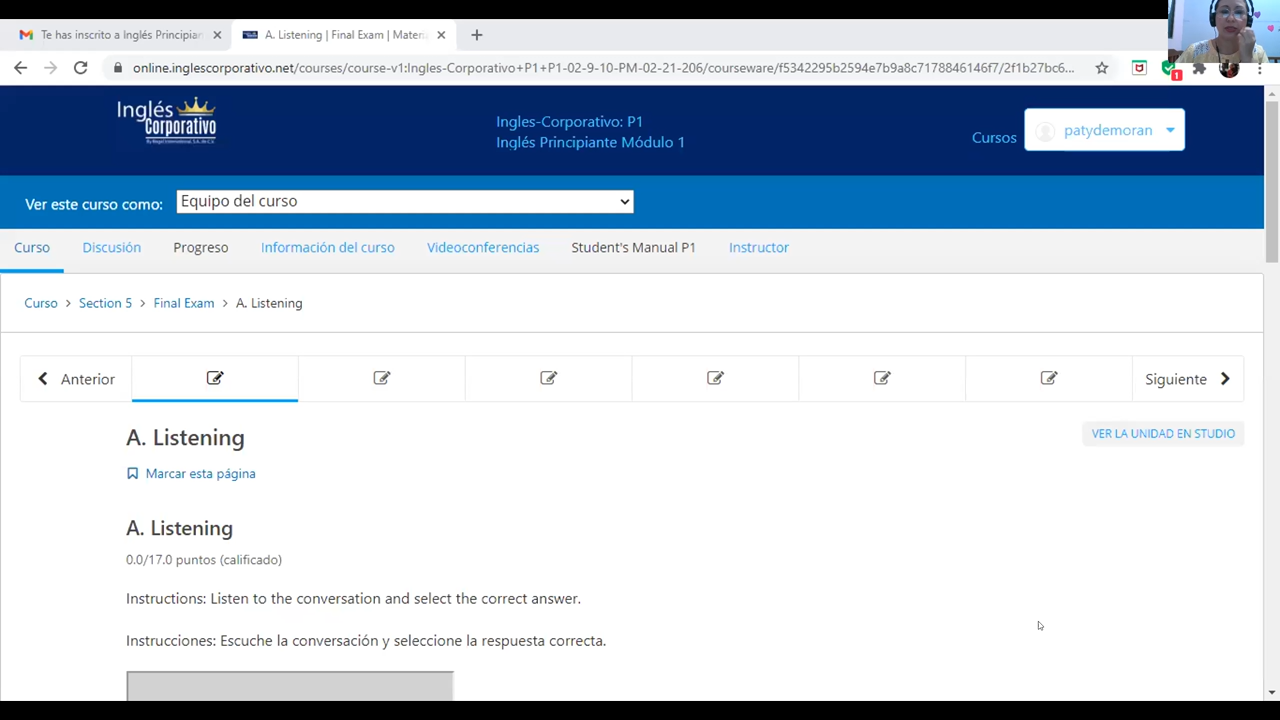 Te has inscrito a Inglés Principian
A. Listening | Final Exam | Materi
online.inglescorporativo.net/courses/course-v1:Ingles-Corporativo+P1+P1-02-9-10-PM-02-21-206/courseware/f5342295b2594e7b9a8c7178846146f7/2f1b27bc6...
1
Inglés
Corporativo
Ingles-Corporativo: P1
Inglés Principiante Módulo 1
Cursos
patydemoran
Ver este curso como:
Equipo del curso
Curso
Discusión
Progreso
Información del curso
Videoconferencias
Student's Manual P1
Instructor
Curso > Section 5 > Final Exam > A. Listening
Anterior
Siguiente
A. Listening
VER LA UNIDAD EN STUDIO
Marcar esta página
A. Listening
0.0/17.0 puntos (calificado)
Instructions: Listen to the conversation and select the correct answer.
Instrucciones: Escuche la conversación y seleccione la respuesta correcta.